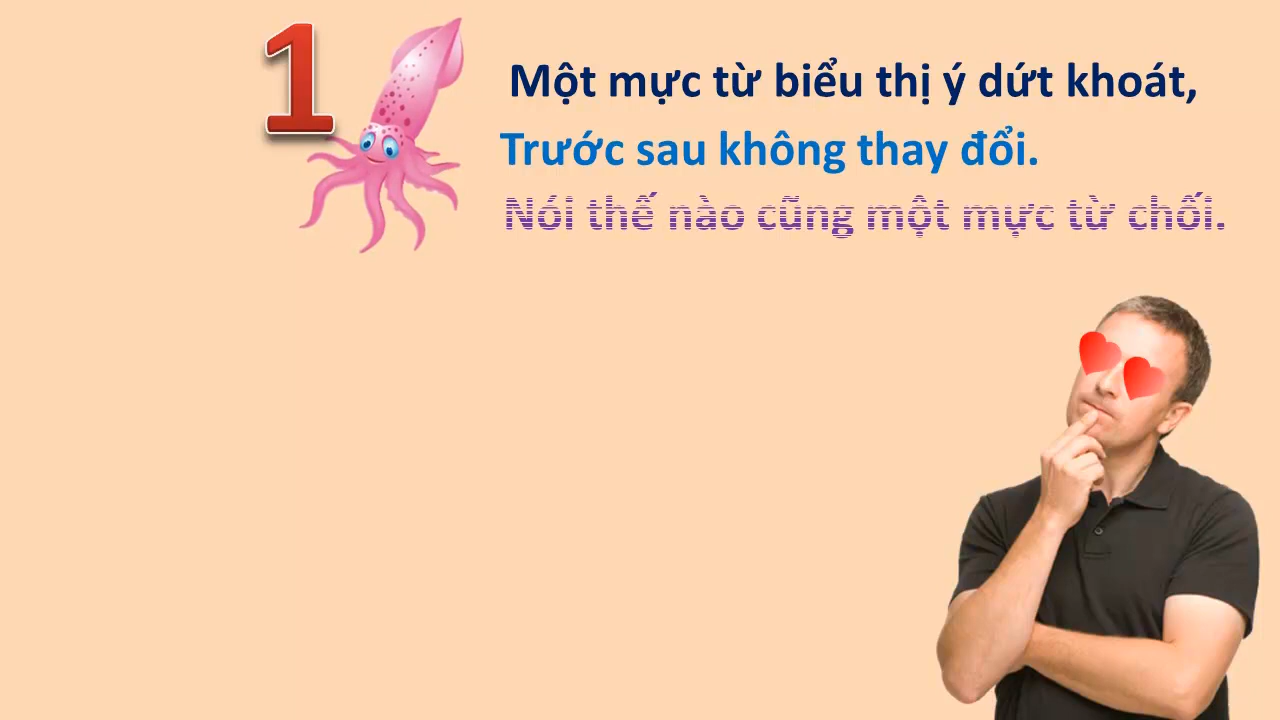 1
Một mực từ biểu thị ý dứt khoát,
Trước sau không thay đổi.
Nói thế nào cũng một mực từ chối.